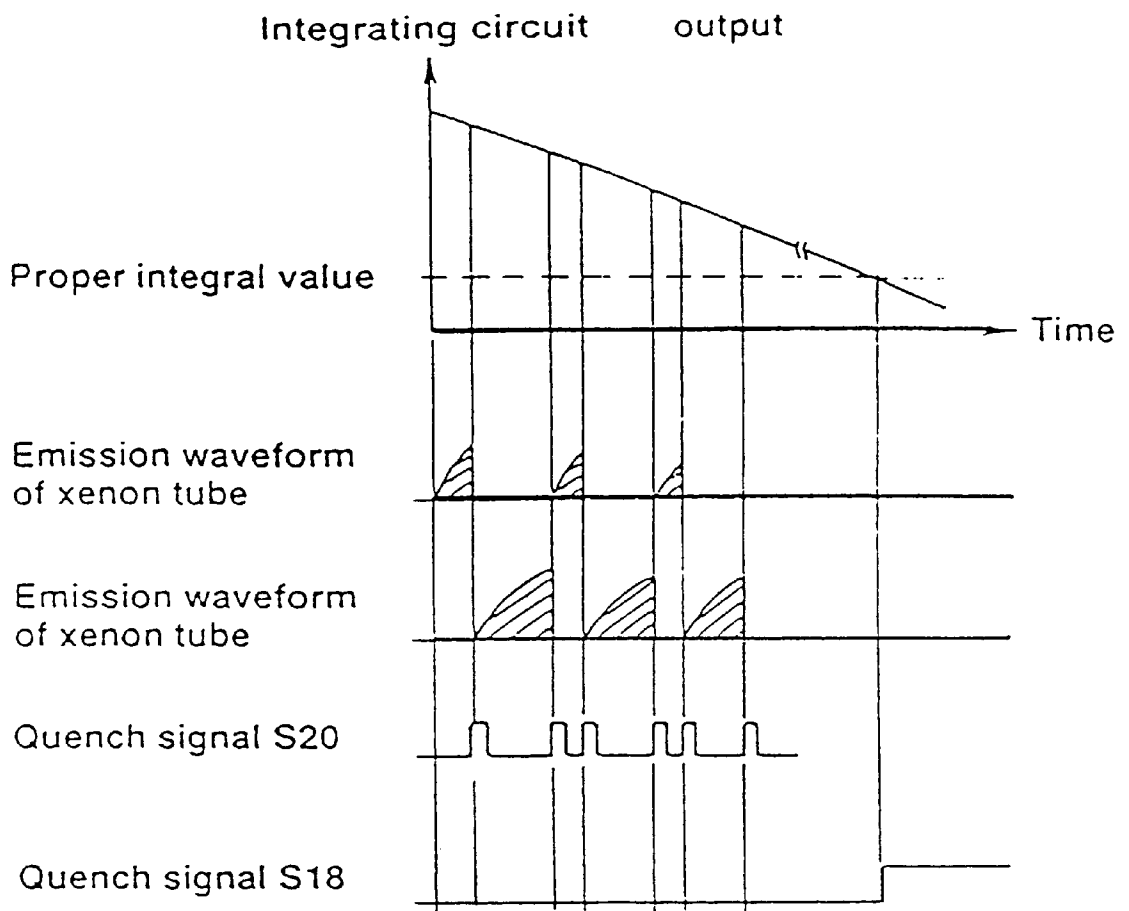 Integrating circuit output
Proper integral value
Time
Emission waveform
of xenon tube
Emission waveform
of xenon tube
Quench signal S20
Quench signal S18